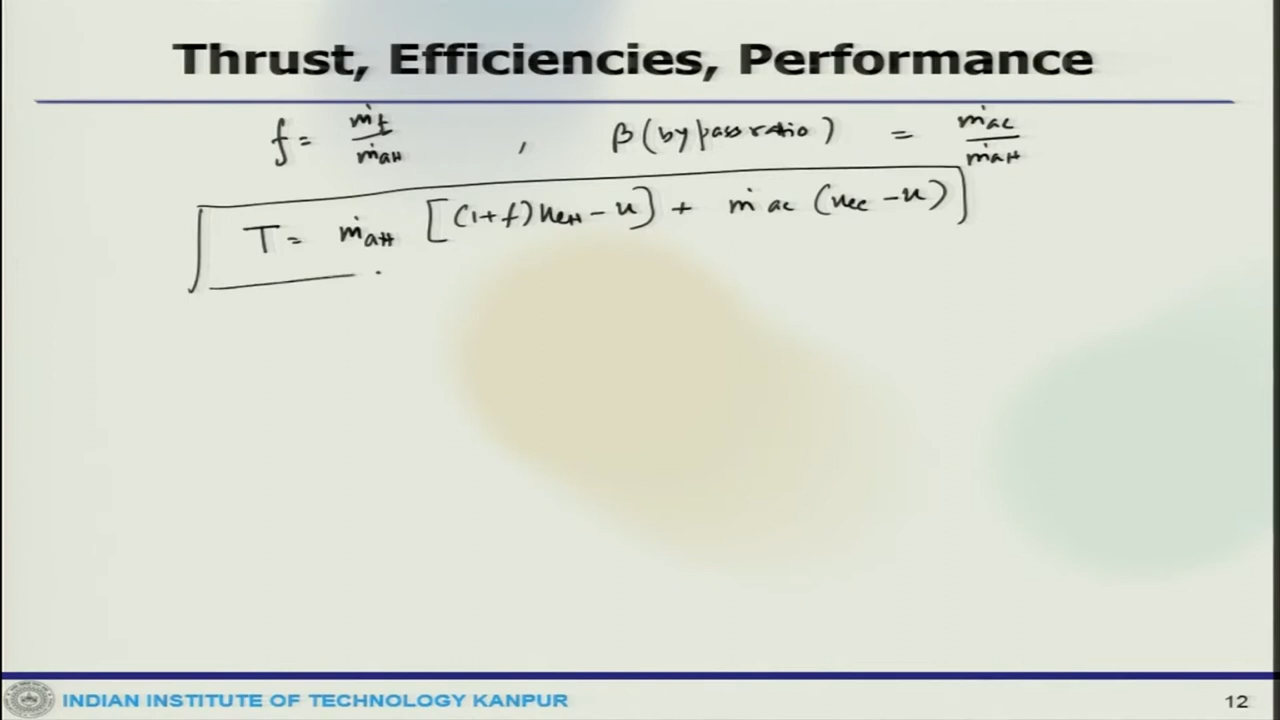 Thrust, Efficiencies, Performance
f = ṁf / ṁaH , β (bypass ratio) = ṁac / ṁaH
T = ṁaH [(1+f) ueH - u] + ṁac (uec - u)
INDIAN INSTITUTE OF TECHNOLOGY KANPUR
12